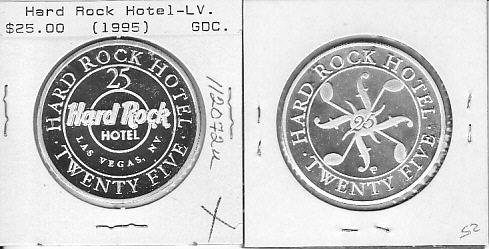 Hard Rock Hotel-LV.
$25.00 (1995) GDC.
HARD ROCK HOTEL
25
Hard Rock
HOTEL
LAS VEGAS, NV.
TWENTY FIVE
HARD ROCK HOTEL
25
TWENTY FIVE
52